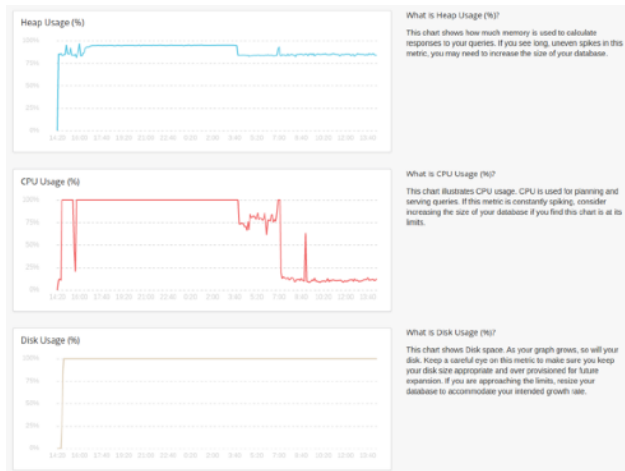 Heap Usage (%)
100%
75%
50%
25%
0%
14:20 16:00 17:40 19:20 21:00 22:40 0:20 2:00 3:40 5:20 7:00 8:40 10:20 12:00 13:40
What is Heap Usage (%)?
This chart shows how much memory is used to calculate
responses to your queries. If you see long, uneven spikes in this
metric, you may need to increase the size of your database.
CPU Usage (%)
100%
75%
50%
25%
0%
14:20 16:00 19:20 21:00 2:00 3:40 8:40 10:20 12:00 13:40
What is CPU Usage (%)?
This chart illustrates CPU usage. CPU is used for planning and
serving queries. If this metric is constantly spiking, consider
increasing the size of your database if you find this chart is at its
limits.
Disk Usage (%)
100%
75%
50%
25%
0%
14:20 16:00 17:40 19:20 21:00 22:40 0:20 2:00 3:40 5:20 7:00 8:40 10:20 12:00 13:40
What is Disk Usage (%)?
This chart shows Disk space. As your graph grows, so will your
disk. Keep a careful eye on this metric to make sure you keep
your disk size appropriate and over provisioned for future
expansion. If you are approaching the limits, resize your
database to accommodate your intended growth rate.